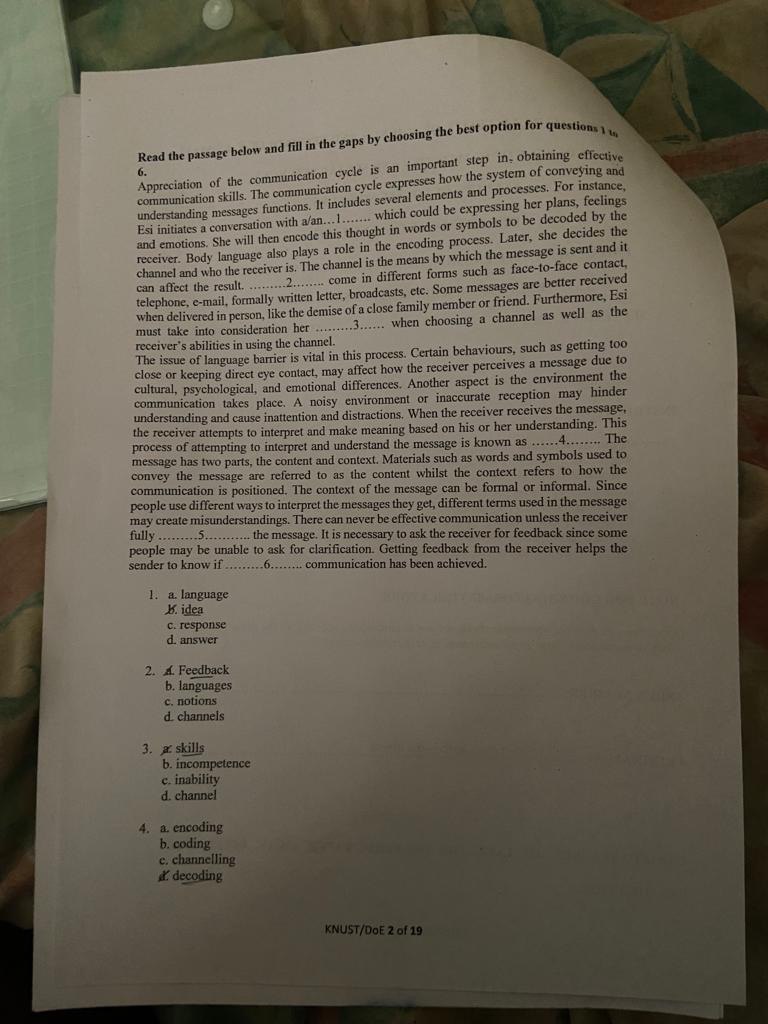 Read the passage below and fill in the gaps by choosing the best option for questions 1 to
6.
Appreciation of the communication cycle is an important step in obtaining effective
communication skills. The communication cycle expresses how the system of conveying and
understanding messages functions. It includes several elements and processes. For instance,
Esi initiates a conversation with a/an...1....... which could be expressing her plans, feelings
and emotions. She will then encode this thought in words or symbols to be decoded by the
receiver. Body language also plays a role in the encoding process. Later, she decides the
channel and who the receiver is. The channel is the means by which the message is sent and it
can affect the result. .........2........ come in different forms such as face-to-face contact,
telephone, e-mail, formally written letter, broadcasts, etc. Some messages are better received
when delivered in person, like the demise of a close family member or friend. Furthermore, Esi
must take into consideration her .........3...... when choosing a channel as well as the
receiver's abilities in using the channel.
The issue of language barrier is vital in this process. Certain behaviours, such as getting too
close or keeping direct eye contact, may affect how the receiver perceives a message due to
cultural, psychological, and emotional differences. Another aspect is the environment the
communication takes place. A noisy environment or inaccurate reception may hinder
understanding and cause inattention and distractions. When the receiver receives the message,
the receiver attempts to interpret and make meaning based on his or her understanding. This
process of attempting to interpret and understand the message is known as ......4........ The
message has two parts, the content and context. Materials such as words and symbols used to
convey the message are referred to as the content whilst the context refers to how the
communication is positioned. The context of the message can be formal or informal. Since
people use different ways to interpret the messages they get, different terms used in the message
may create misunderstandings. There can never be effective communication unless the receiver
fully .........5........... the message. It is necessary to ask the receiver for feedback since some
people may be unable to ask for clarification. Getting feedback from the receiver helps the
sender to know if .........6........ communication has been achieved.
1. a. language
b. idea
c. response
d. answer
2. a. Feedback
b. languages
c. notions
d. channels
3. a. skills
b. incompetence
c. inability
d. channel
4. a. encoding
b. coding
c. channelling
d. decoding
KNUST/DoE 2 of 19